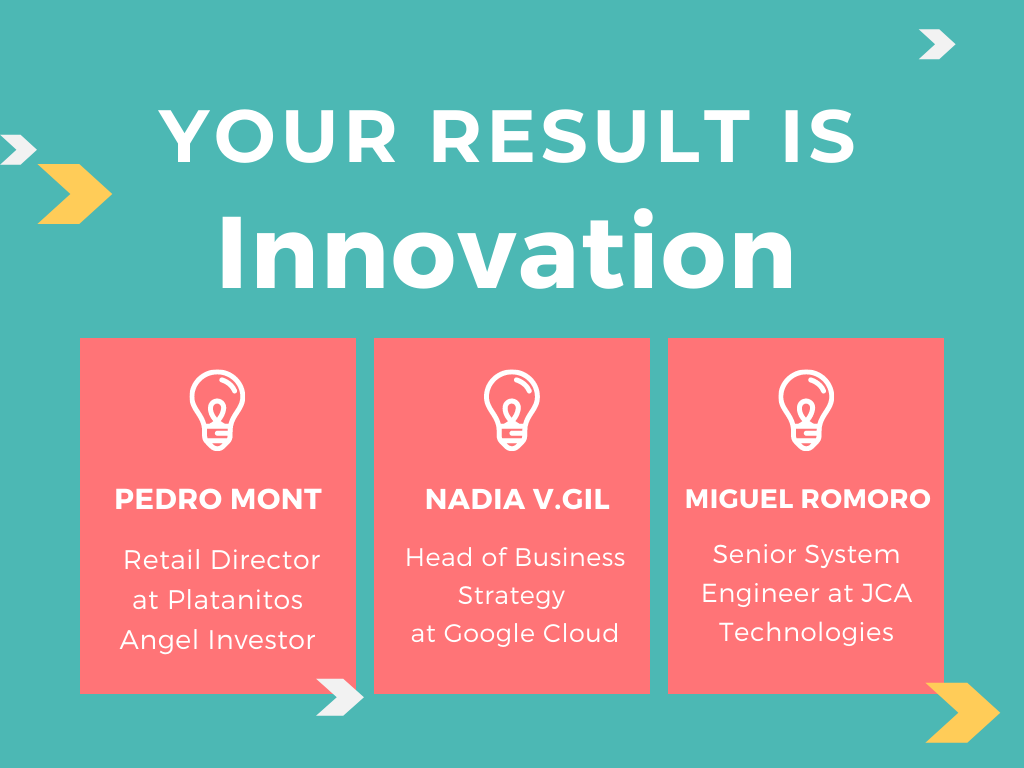 YOUR RESULT IS
Innovation
PEDRO MONT
Retail Director
at Platanitos
Angel Investor
NADIA V.GIL
Head of Business
Strategy
at Google Cloud
MIGUEL ROMORO
Senior System
Engineer at JCA
Technologies